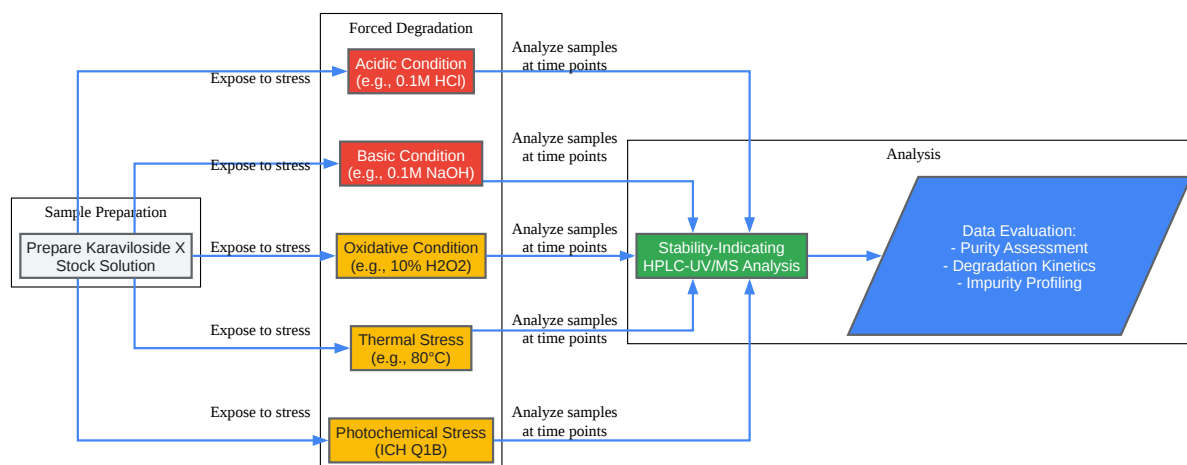 Forced Degradation
Analyze samples
at time points
Acidic Condition
(e.g., 0.1M HCl)
Expose to stress
Analyze samples
at time points
Basic Condition
(e.g., 0.1M NaOH)
Expose to stress
Analysis
Sample Preparation
Prepare Karaviloside X
Stock Solution
Expose to stress
Oxidative Condition
(e.g., 10% H2O2)
Analyze samples
at time points
Stability-Indicating
HPLC-UV/MS Analysis
Data Evaluation:
- Purity Assessment
- Degradation Kinetics
- Impurity Profiling
Expose to stress
Thermal Stress
(e.g., 80°C)
Analyze samples
at time points
Expose to stress
Photochemical Stress
(ICH Q1B)
Analyze samples
at time points